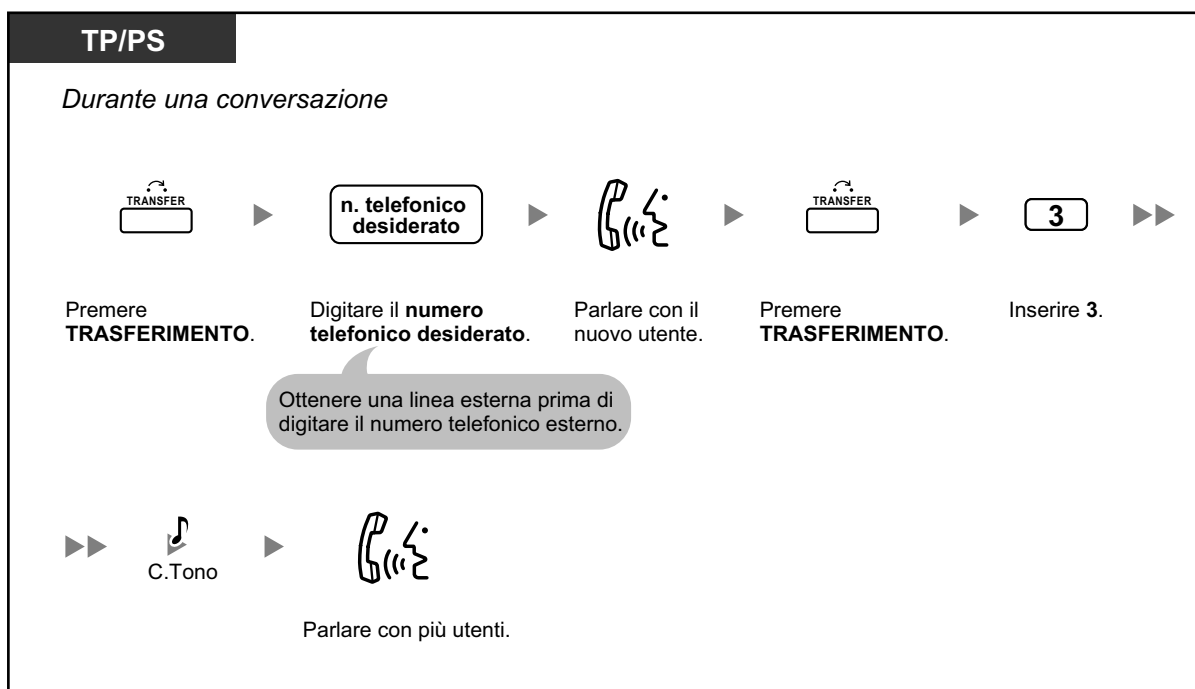 TP/PS
Durante una conversazione
TRANSFER
n. telefonico
desiderato
TRANSFER
3
Premere
TRASFERIMENTO.
Digitare il numero
telefonico desiderato.
Parlare con il
nuovo utente.
Premere
TRASFERIMENTO.
Inserire 3.
Ottenere una linea esterna prima di
digitare il numero telefonico esterno.
C.Tono
Parlare con più utenti.